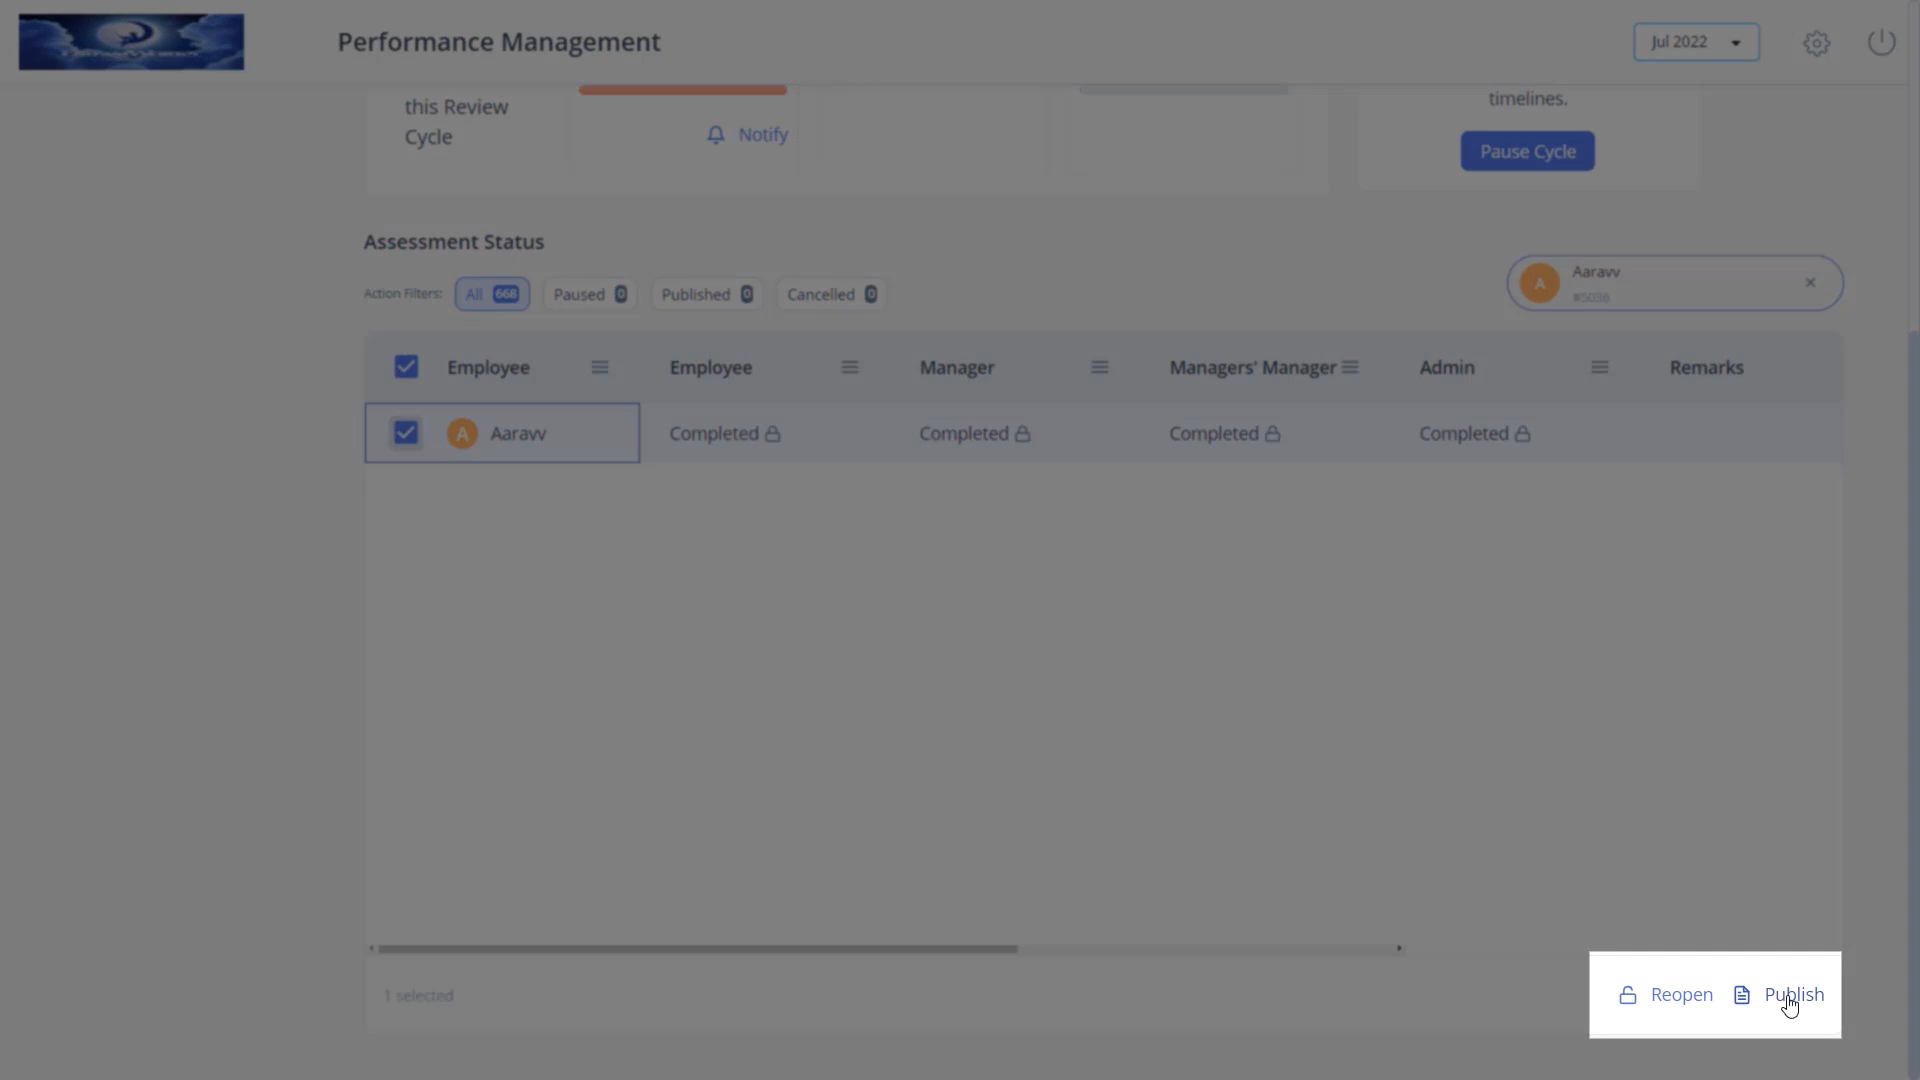 Performance Management
Jul 2022
this Review
Cycle
Notify
timelines.
Pause Cycle
Assessment Status
Action Filters: All 668 Paused 0 Published 0 Cancelled 0
Aaravv
#5036
Employee Employee Manager Managers' Manager Admin Remarks
A Aaravv Completed Completed Completed Completed
1 selected
Reopen Publish